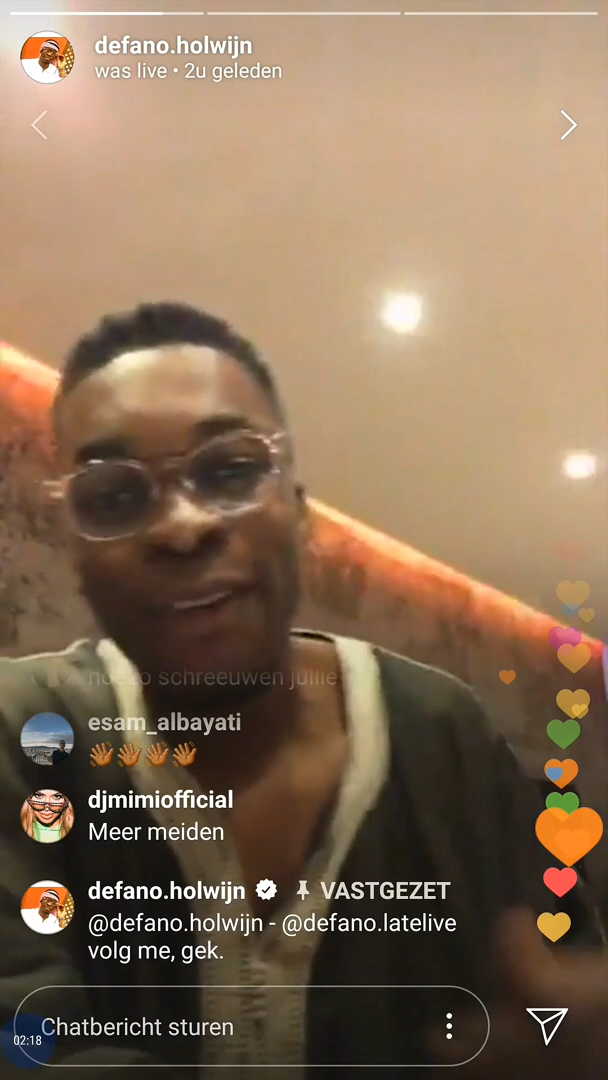 defano.holwijn
was live • 2u geleden
hoezo schreeuwen jullie
esam_albayati
👋🏾👋🏾👋🏾👋🏾
djmimiofficial
Meer meiden
defano.holwijn VASTGEZET
@defano.holwijn - @defano.latelive
volg me, gek.
Chatbericht sturen
02:18